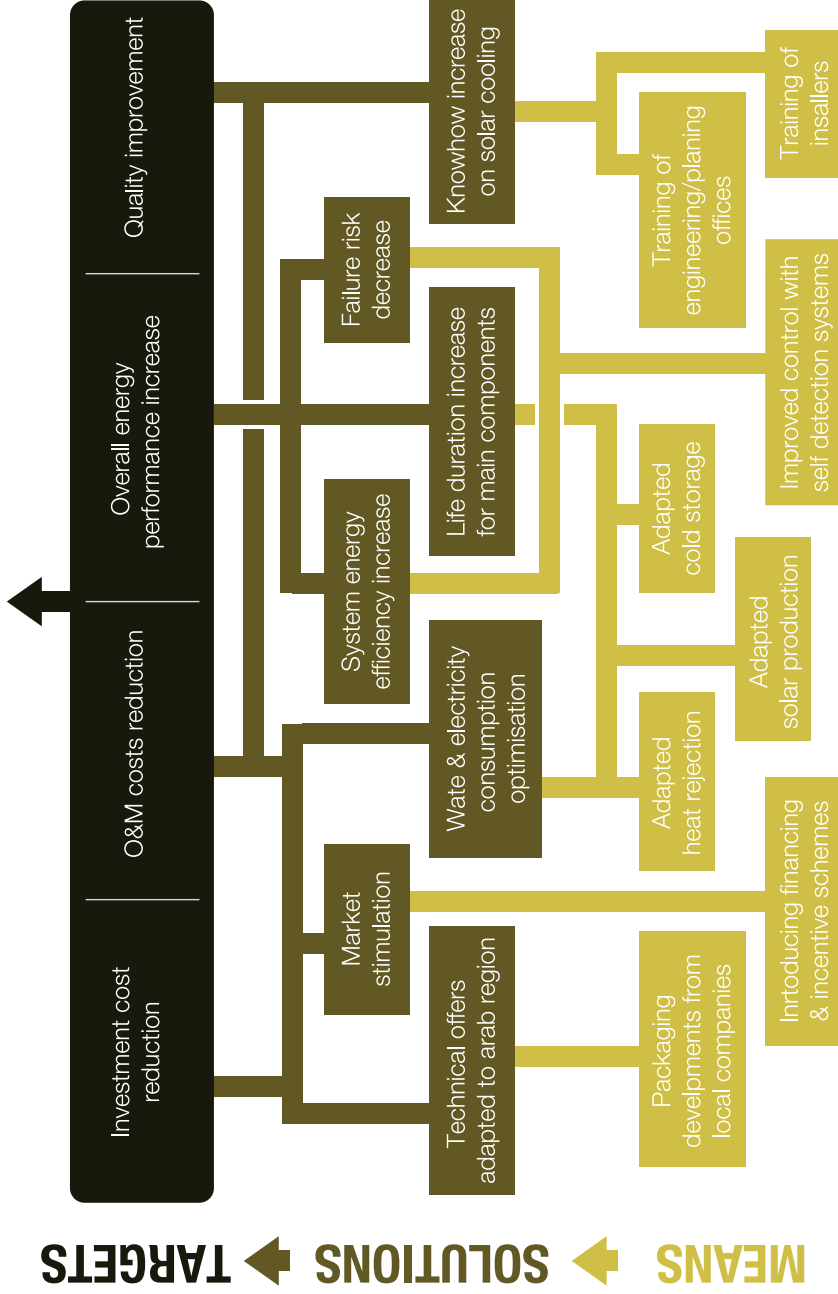 TARGETS
Investment cost
reduction
O&M costs reduction
Overall energy
performance increase
Quality improvement
SOLUTIONS
Market
stimulation
System energy
efficiency increase
Failure risk
decrease
Technical offers
adapted to arab region
Wate & electricity
consumption
optimisation
Life duration increase
for main components
Knowhow increase
on solar cooling
MEANS
Packaging
develpments from
local companies
Adapted
heat rejection
Adapted
cold storage
Training of
engineering/planing
offices
Adapted
solar production
Inrtoducing financing
& incentive schemes
Improved control with
self detection systems
Training of
insallers